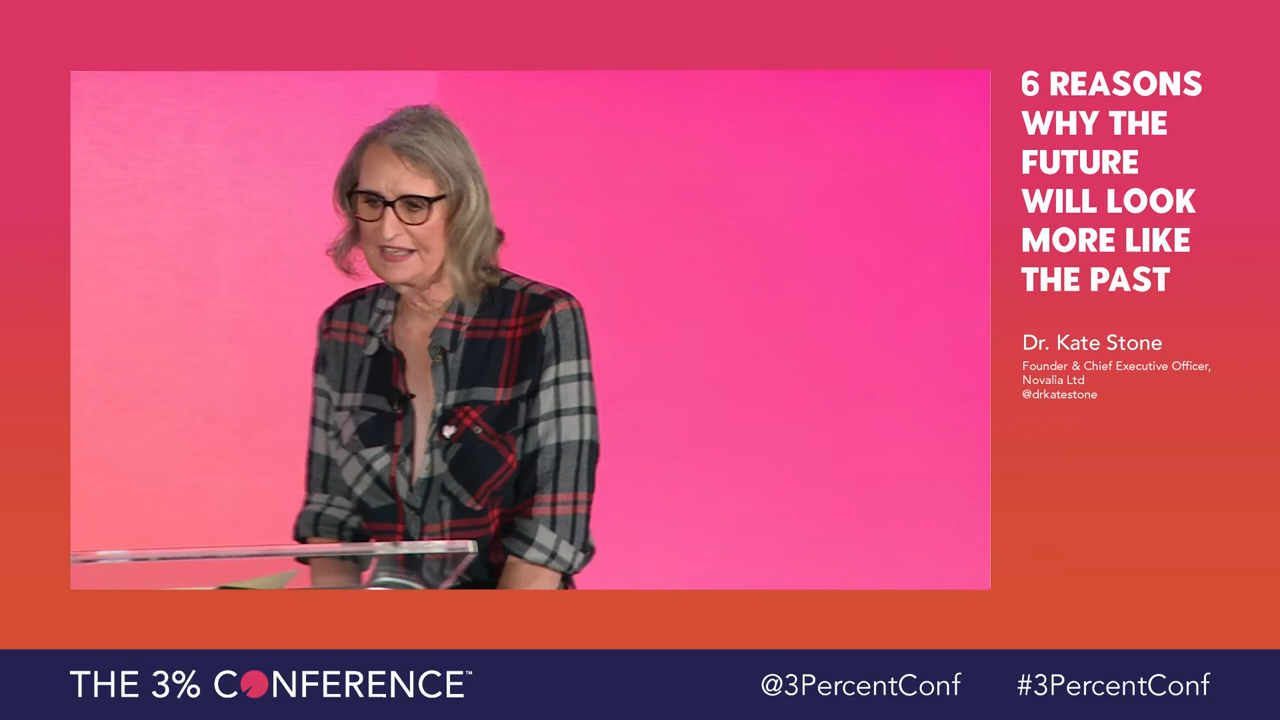 6 REASONS
WHY THE
FUTURE
WILL LOOK
MORE LIKE
THE PAST
Dr. Kate Stone
Founder & Chief Executive Officer,
Novalia Ltd
@drkatestone
THE 3% CONFERENCE™
@3PercentConf
#3PercentConf